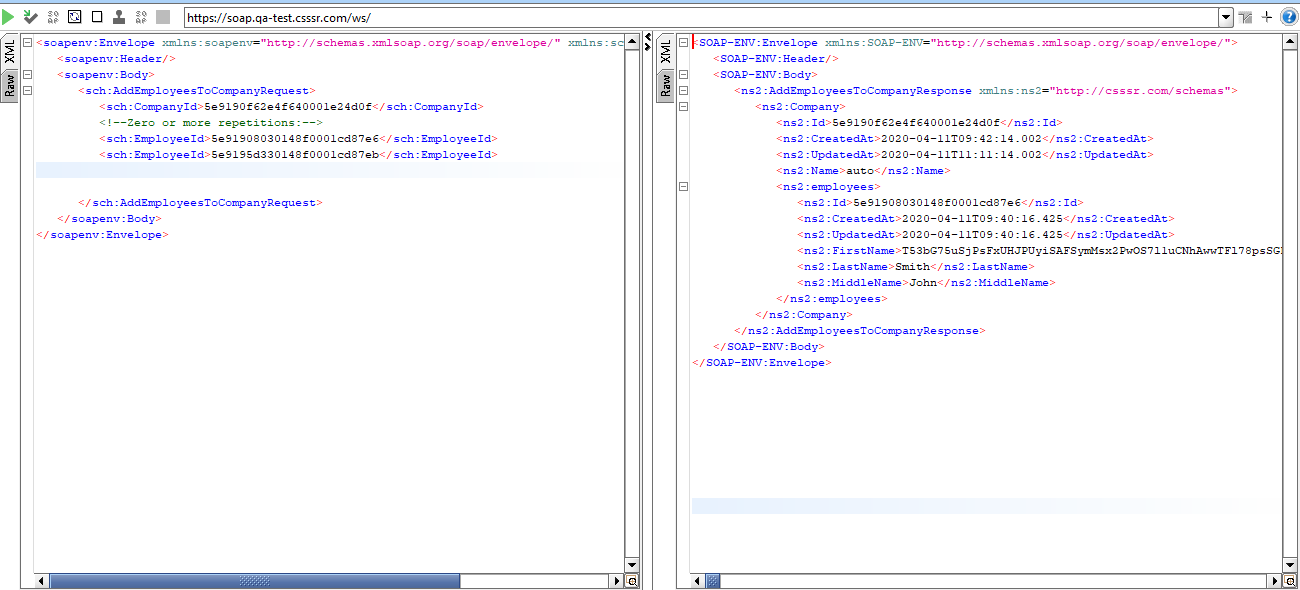 https://soap.qa-test.csssr.com/ws/
XML
Raw
<soapenv:Envelope xmlns:soapenv="http://schemas.xmlsoap.org/soap/envelope/" xmlns:sc
<soapenv:Header/>
<soapenv:Body>
<sch:AddEmployeesToCompanyRequest>
<sch:CompanyId>5e9190f62e4f640001e24d0f</sch:CompanyId>
<!--Zero or more repetitions:-->
<sch:EmployeeId>5e91908030148f0001cd87e6</sch:EmployeeId>
<sch:EmployeeId>5e9195d330148f0001cd87eb</sch:EmployeeId>
</sch:AddEmployeesToCompanyRequest>
</soapenv:Body>
</soapenv:Envelope>
XML
Raw
<SOAP-ENV:Envelope xmlns:SOAP-ENV="http://schemas.xmlsoap.org/soap/envelope/">
<SOAP-ENV:Header/>
<SOAP-ENV:Body>
<ns2:AddEmployeesToCompanyResponse xmlns:ns2="http://csssr.com/schemas">
<ns2:Company>
<ns2:Id>5e9190f62e4f640001e24d0f</ns2:Id>
<ns2:CreatedAt>2020-04-11T09:42:14.002</ns2:CreatedAt>
<ns2:UpdatedAt>2020-04-11T11:11:14.002</ns2:UpdatedAt>
<ns2:Name>auto</ns2:Name>
<ns2:employees>
<ns2:Id>5e91908030148f0001cd87e6</ns2:Id>
<ns2:CreatedAt>2020-04-11T09:40:16.425</ns2:CreatedAt>
<ns2:UpdatedAt>2020-04-11T09:40:16.425</ns2:UpdatedAt>
<ns2:FirstName>T53bG75uSjPsFxUHJPUyiSAFSymMsx2PwOS7l1uCNhAwwTFl78psSG
<ns2:LastName>Smith</ns2:LastName>
<ns2:MiddleName>John</ns2:MiddleName>
</ns2:employees>
</ns2:Company>
</ns2:AddEmployeesToCompanyResponse>
</SOAP-ENV:Body>
</SOAP-ENV:Envelope>